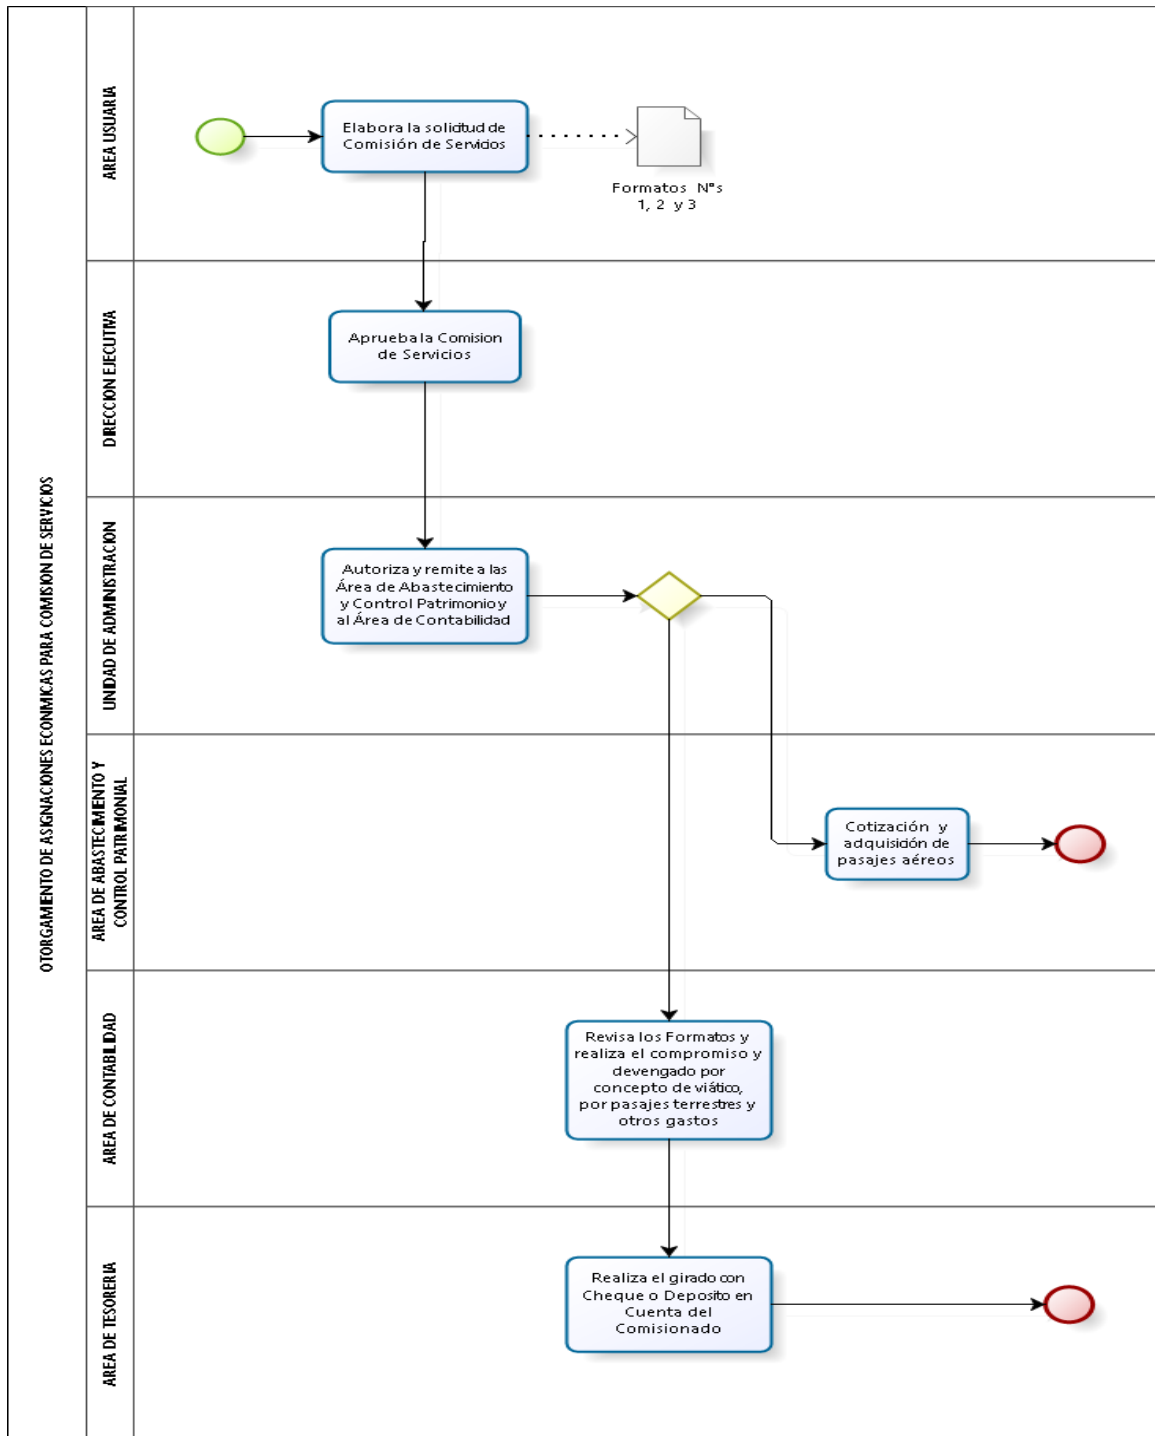 OTORGAMIENTO DE ASIGNACIONES ECONMICAS PARA COMISION DE SERVICIOS
AREA USUARIA
Elabora la solicitud de
Comisión de Servicios
Formatos N°s
1, 2 y 3
DIRECCION EJECUTIVA
Aprueba la Comision
de Servicios
UNIDAD DE ADMINISTRACION
Autoriza y remite a las
Área de Abastecimiento
y Control Patrimonio y
al Área de Contabilidad
AREA DE ABASTECIMIENTO Y
CONTROL PATRIMONIAL
Cotización y
adquisición de
pasajes aéreos
AREA DE CONTABILIDAD
Revisa los Formatos y
realiza el compromiso y
devengado por
concepto de viático,
por pasajes terrestres y
otros gastos
AREA DE TESORERIA
Realiza el girado con
Cheque o Deposito en
Cuenta del
Comisionado